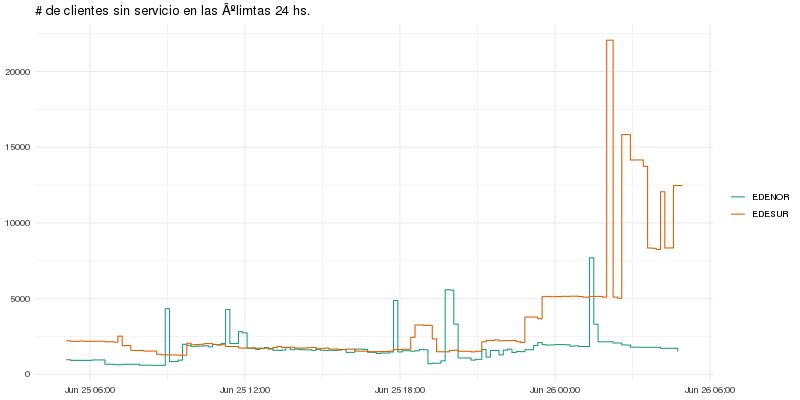 # de clientes sin servicio en las Ãºlimtas 24 hs.
20000
15000
10000
5000
0
Jun 25 06:00
Jun 25 12:00
Jun 25 18:00
Jun 26 00:00
Jun 26 06:00
EDENOR
EDESUR